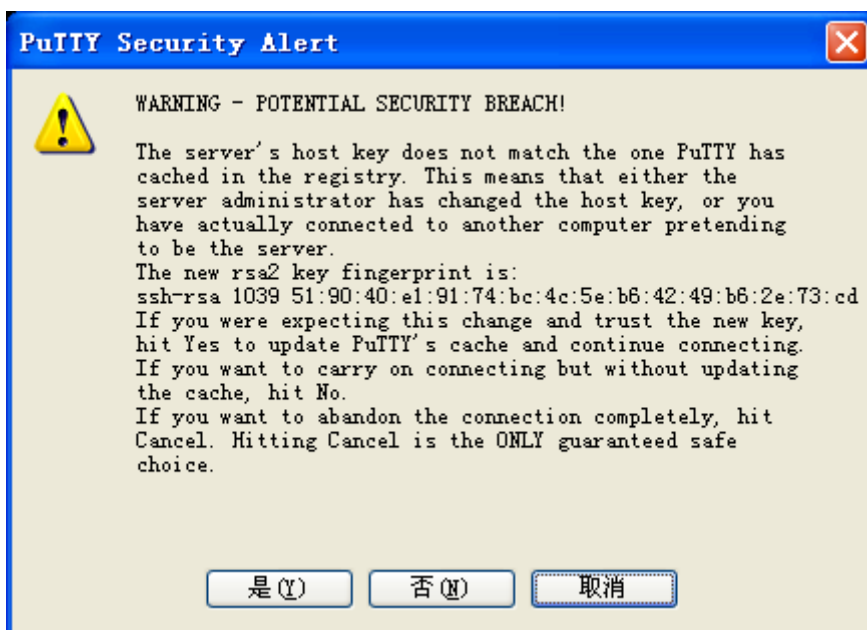 PuTTY Security Alert
WARNING - POTENTIAL SECURITY BREACH!
The server's host key does not match the one PuTTY has
cached in the registry. This means that either the
server administrator has changed the host key, or you
have actually connected to another computer pretending
to be the server.
The new rsa2 key fingerprint is:
ssh-rsa 1039 51:90:40:e1:91:74:bc:4c:5e:b6:42:49:b6:2e:73:cd
If you were expecting this change and trust the new key,
hit Yes to update PuTTY's cache and continue connecting.
If you want to carry on connecting but without updating
the cache, hit No.
If you want to abandon the connection completely, hit
Cancel. Hitting Cancel is the ONLY guaranteed safe
choice.
是(Y) 否(N) 取消